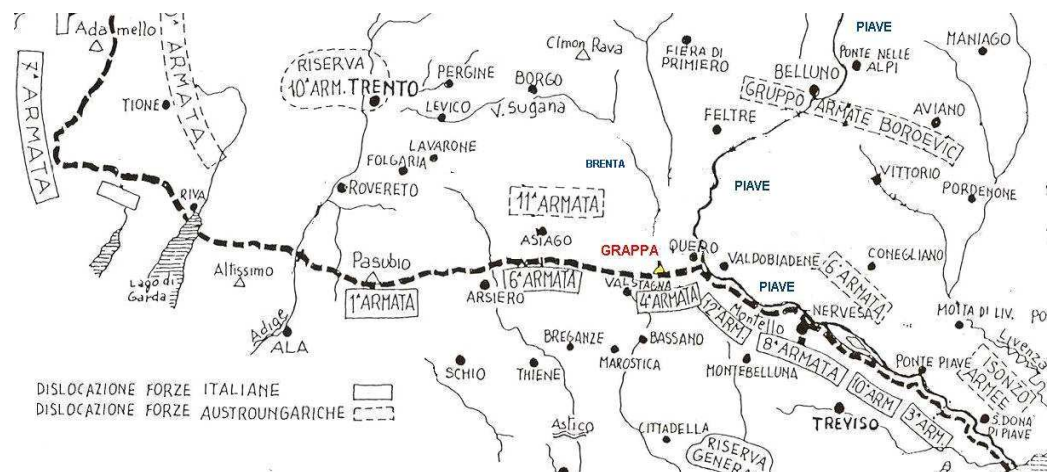 Adamello
7ª ARMATA
TIONE
ª ARMATA
RISERVA
10ª ARM.
TRENTO
PERGINE
LEVICO
BORGO
V. Sugana
Cimon Rava
FIERA DI
PRIMIERO
PIAVE
BELLUNO
PONTE NELLE
ALPI
MANIAGO
GRUPPO ARMATE BOROEVIC
AVIANO
FELTRE
LAVARONE
FOLGARIA
ROVERETO
BRENTA
PIAVE
VITTORIO
PORDENONE
RIVA
11ª ARMATA
ASIAGO
GRAPPA
QUERO
VALDOBIADENE
CONEGLIANO
Lago di
Garda
Altissimo
Pasubio
1ª ARMATA
ARSIERO
6ª ARMATA
VALSTAGNA
4ª ARMATA
12ª ARM
PIAVE
6ª ARMATA
Montello
NERVESA
MOTTA DI LIV.
PO
Livenza
Adige
ALA
BREGANZE
MAROSTICA
BASSANO
MONTEBELLUNA
8ª ARMATA
PONTE PIAVE
ISONZO
ARMEE
SCHIO
THIENE
10ª ARM
3ª ARM.
S. DONA'
DI PIAVE
DISLOCAZIONE FORZE ITALIANE
DISLOCAZIONE FORZE AUSTROUNGARICHE
Astico
CITTADELLA
RISERVA
GENERALE
TREVISO